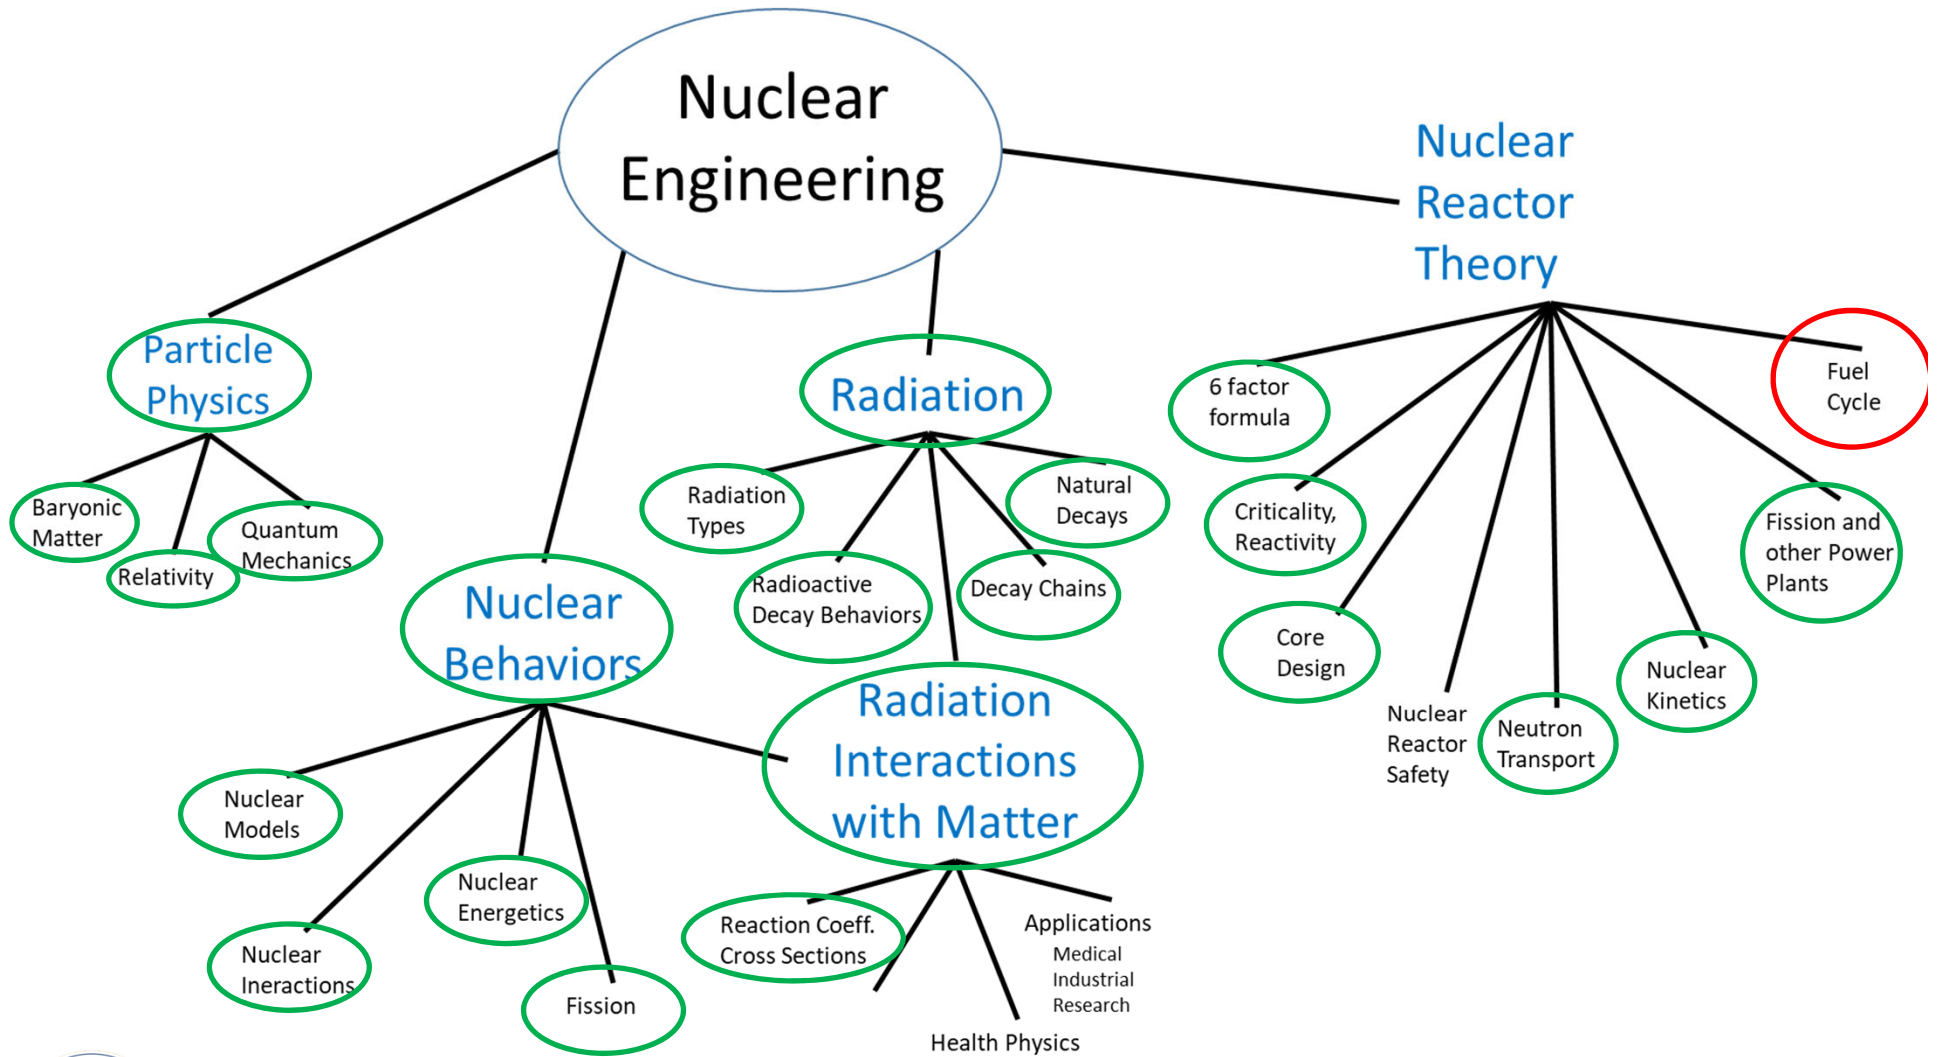 Nuclear
Engineering
Nuclear
Reactor
Theory
Particle
Physics
Baryonic
Matter
Relativity
Quantum
Mechanics
Nuclear
Behaviors
Nuclear
Models
Nuclear
Ineractions
Nuclear
Energetics
Fission
Radiation
Radiation
Types
Radioactive
Decay Behaviors
Decay Chains
Natural
Decays
Radiation
Interactions
with Matter
Reaction Coeff.
Cross Sections
Health Physics
Applications
Medical
Industrial
Research
6 factor
formula
Criticality,
Reactivity
Core
Design
Nuclear
Reactor
Safety
Neutron
Transport
Nuclear
Kinetics
Fission and
other Power
Plants
Fuel
Cycle